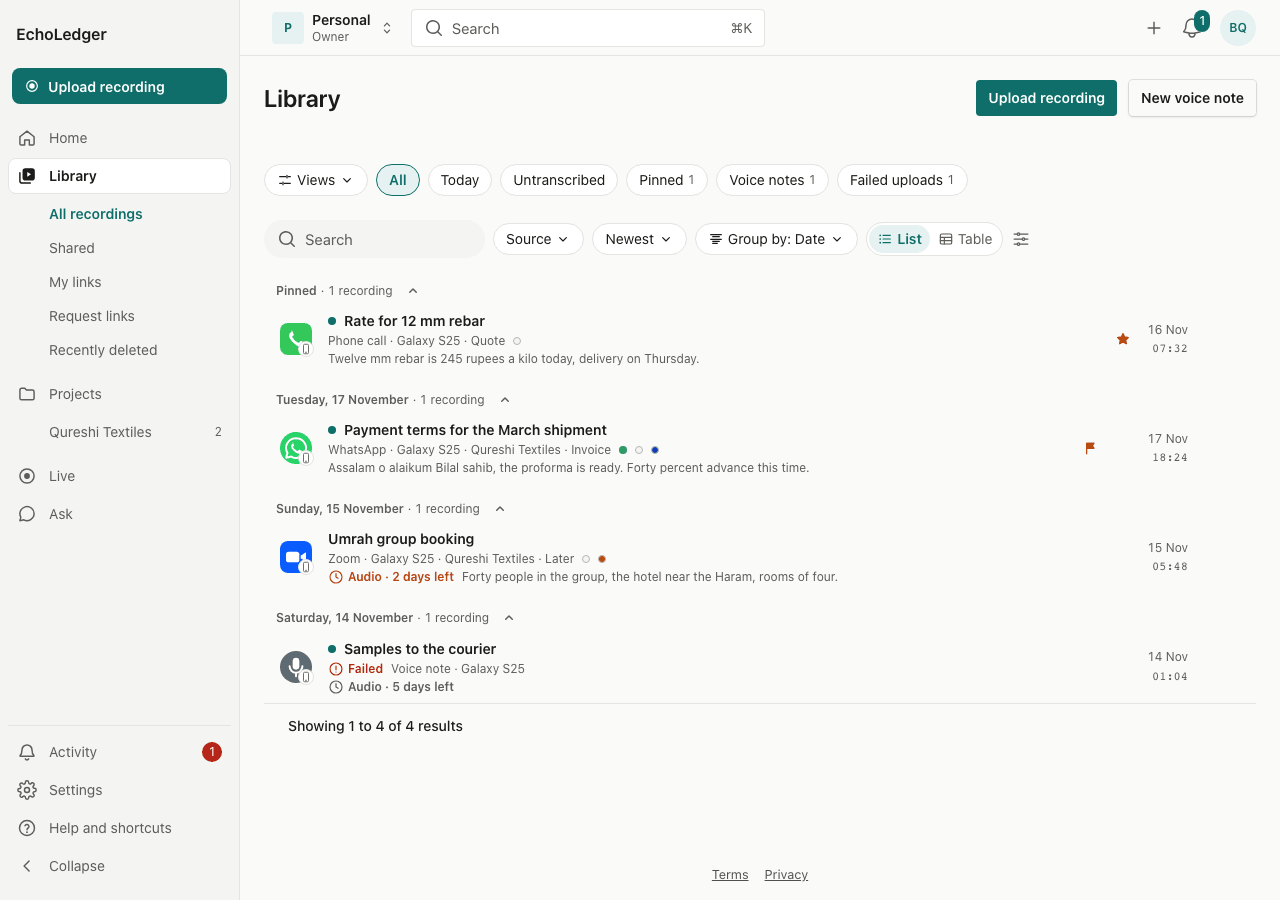 EchoLedger
Upload recording
Home
Library
All recordings
Shared
My links
Request links
Recently deleted
Projects
Qureshi Textiles 2
Live
Ask
Activity 1
Settings
Help and shortcuts
Collapse
P Personal
Owner
Search ⌘K
1
BQ
Library
Upload recording
New voice note
Views All Today Untranscribed Pinned 1 Voice notes 1 Failed uploads 1
Search Source Newest Group by: Date List Table
Pinned · 1 recording
Rate for 12 mm rebar
Phone call · Galaxy S25 · Quote
Twelve mm rebar is 245 rupees a kilo today, delivery on Thursday.
16 Nov
07:32
Tuesday, 17 November · 1 recording
Payment terms for the March shipment
WhatsApp · Galaxy S25 · Qureshi Textiles · Invoice
Assalam o alaikum Bilal sahib, the proforma is ready. Forty percent advance this time.
17 Nov
18:24
Sunday, 15 November · 1 recording
Umrah group booking
Zoom · Galaxy S25 · Qureshi Textiles · Later
Audio · 2 days left Forty people in the group, the hotel near the Haram, rooms of four.
15 Nov
05:48
Saturday, 14 November · 1 recording
Samples to the courier
Failed Voice note · Galaxy S25
Audio · 5 days left
14 Nov
01:04
Showing 1 to 4 of 4 results
Terms Privacy